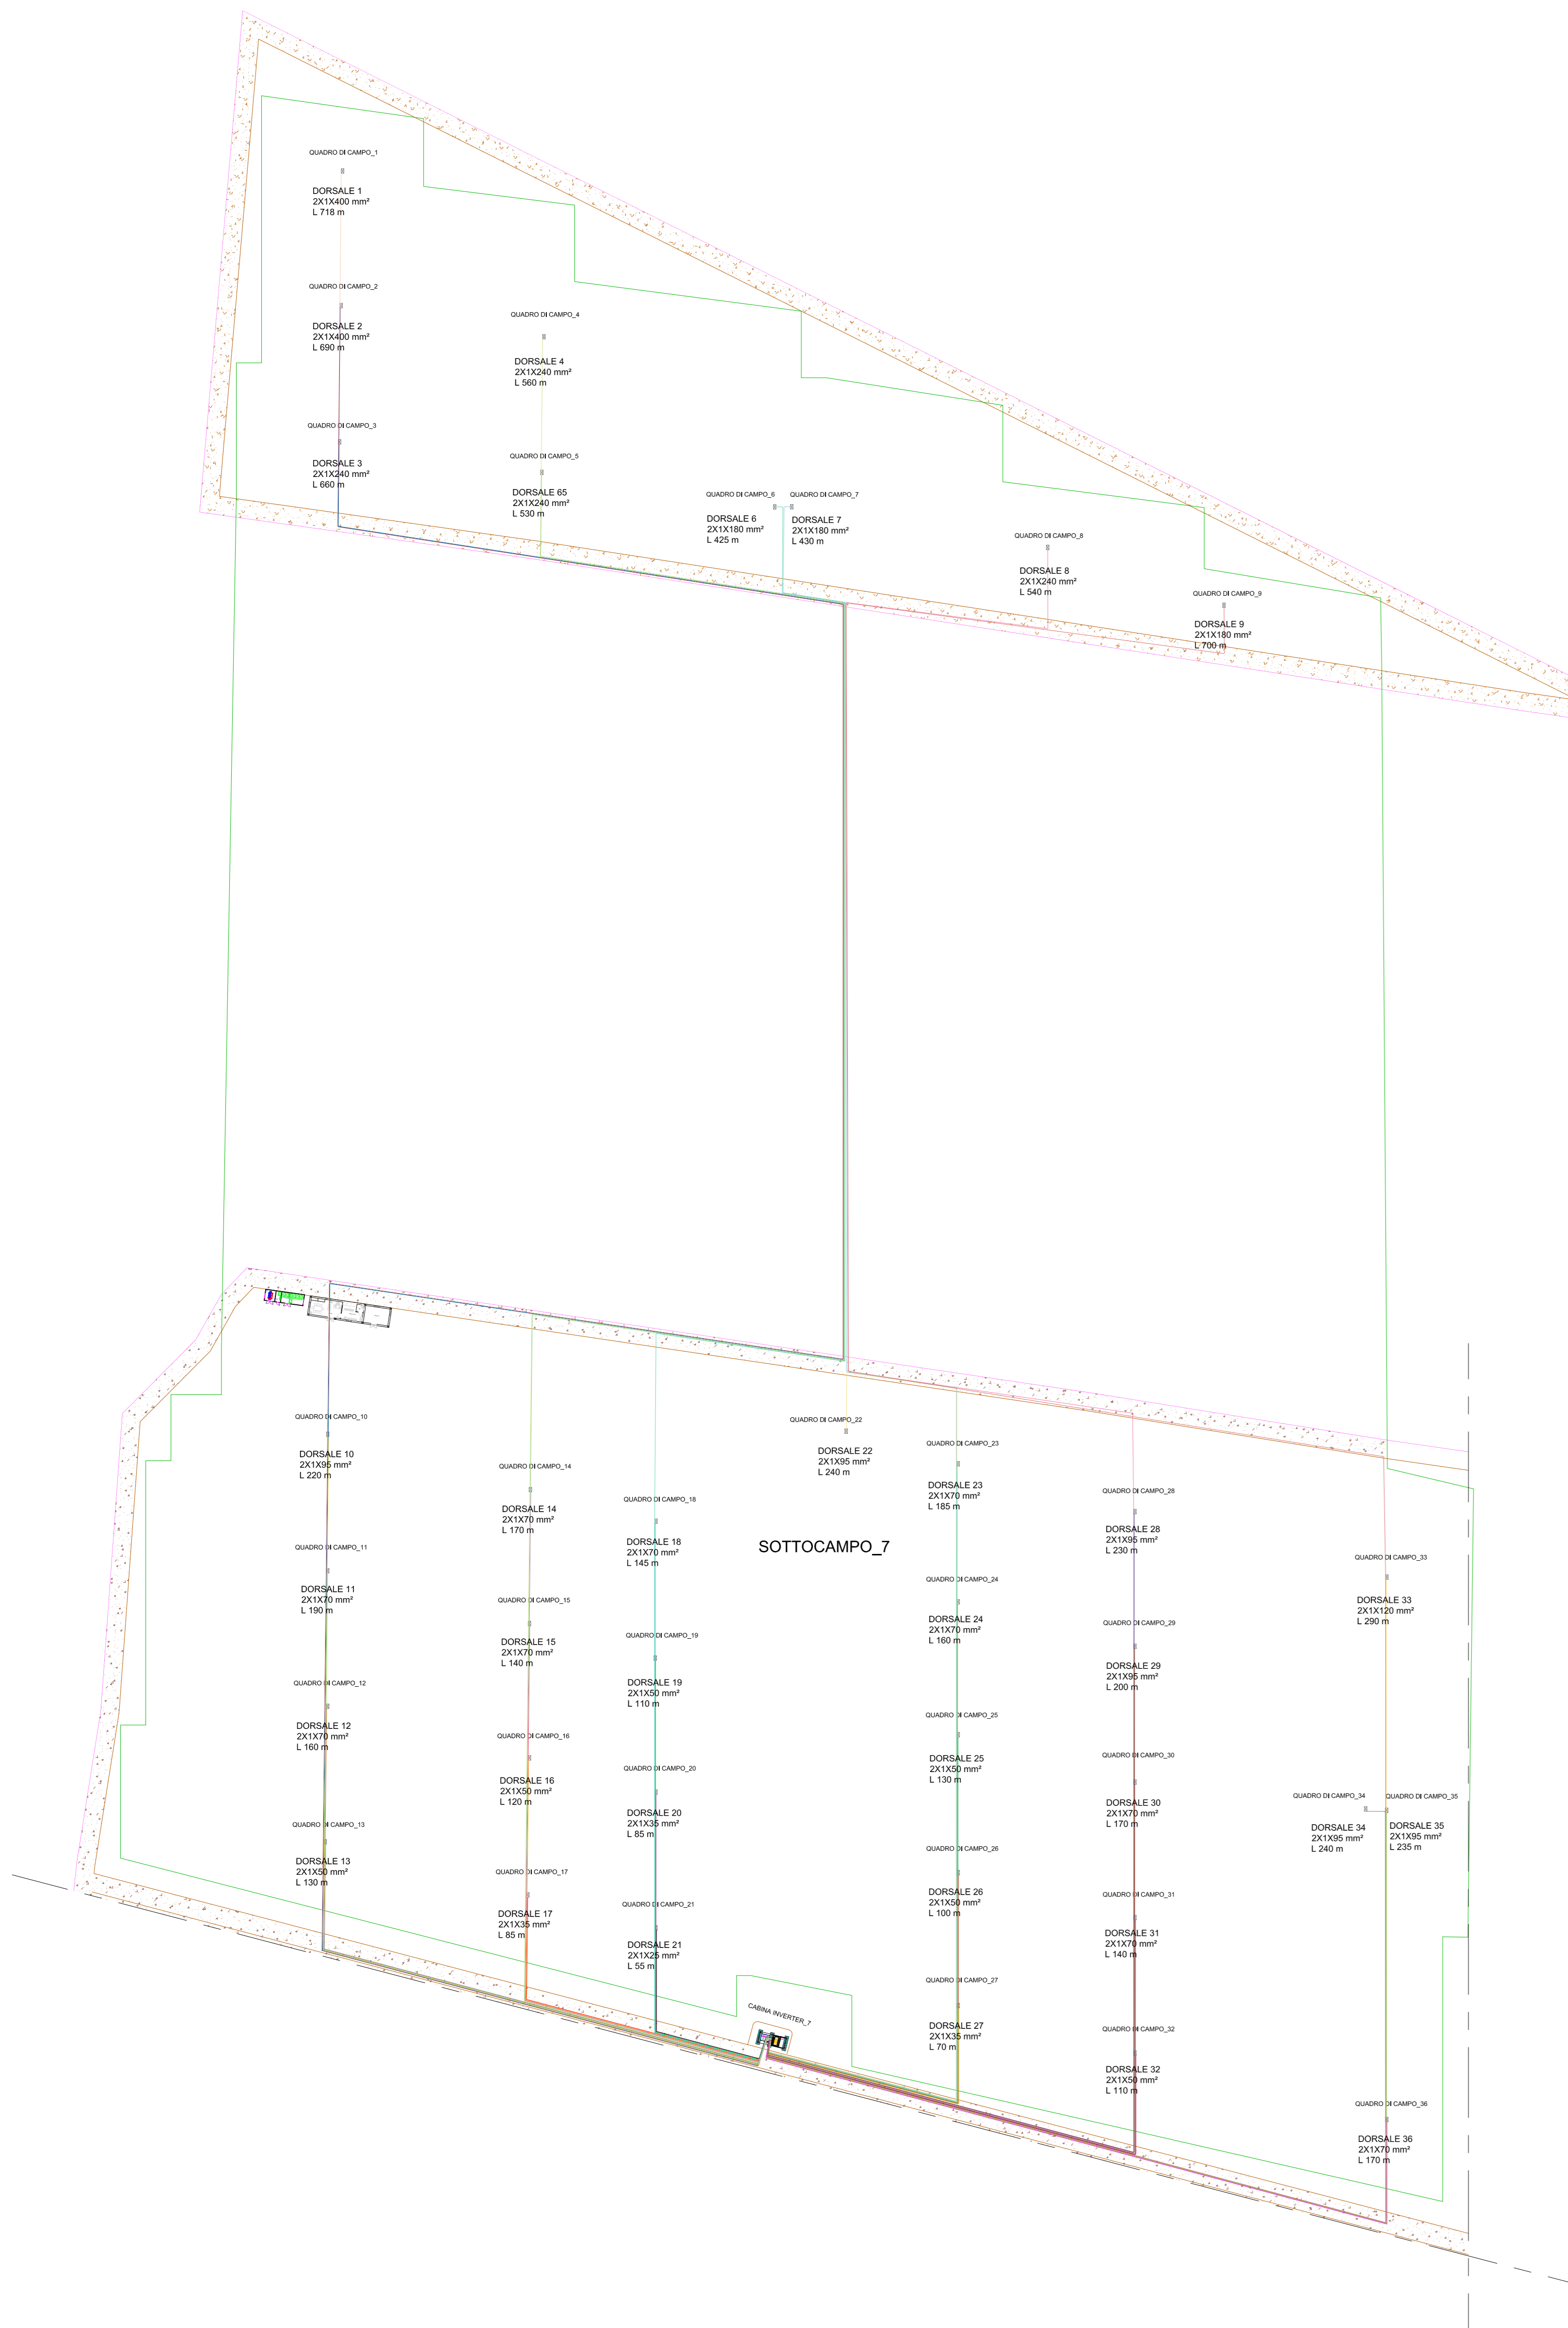 QUADRO DI CAMPO_1
DORSALE 1
2X1X400 mm²
L 718 m
QUADRO DI CAMPO_2
DORSALE 2
2X1X400 mm²
L 690 m
QUADRO DI CAMPO_3
DORSALE 3
2X1X240 mm²
L 660 m
QUADRO DI CAMPO_4
DORSALE 4
2X1X240 mm²
L 560 m
QUADRO DI CAMPO_5
DORSALE 65
2X1X240 mm²
L 530 m
QUADRO DI CAMPO_6
DORSALE 6
2X1X180 mm²
L 425 m
QUADRO DI CAMPO_7
DORSALE 7
2X1X180 mm²
L 430 m
QUADRO DI CAMPO_8
DORSALE 8
2X1X240 mm²
L 540 m
QUADRO DI CAMPO_9
DORSALE 9
2X1X180 mm²
L 700 m
QUADRO DI CAMPO_10
DORSALE 10
2X1X95 mm²
L 220 m
QUADRO DI CAMPO_11
DORSALE 11
2X1X70 mm²
L 190 m
QUADRO DI CAMPO_12
DORSALE 12
2X1X70 mm²
L 160 m
QUADRO DI CAMPO_13
DORSALE 13
2X1X50 mm²
L 130 m
QUADRO DI CAMPO_14
DORSALE 14
2X1X70 mm²
L 170 m
QUADRO DI CAMPO_15
DORSALE 15
2X1X70 mm²
L 140 m
QUADRO DI CAMPO_16
DORSALE 16
2X1X50 mm²
L 120 m
QUADRO DI CAMPO_17
DORSALE 17
2X1X35 mm²
L 85 m
QUADRO DI CAMPO_18
DORSALE 18
2X1X70 mm²
L 145 m
QUADRO DI CAMPO_19
DORSALE 19
2X1X50 mm²
L 110 m
QUADRO DI CAMPO_20
DORSALE 20
2X1X35 mm²
L 85 m
QUADRO DI CAMPO_21
DORSALE 21
2X1X25 mm²
L 55 m
QUADRO DI CAMPO_22
DORSALE 22
2X1X95 mm²
L 240 m
SOTTOCAMPO_7
CABINA INVERTER_7
QUADRO DI CAMPO_23
DORSALE 23
2X1X70 mm²
L 185 m
QUADRO DI CAMPO_24
DORSALE 24
2X1X70 mm²
L 160 m
QUADRO DI CAMPO_25
DORSALE 25
2X1X50 mm²
L 130 m
QUADRO DI CAMPO_26
DORSALE 26
2X1X50 mm²
L 100 m
QUADRO DI CAMPO_27
DORSALE 27
2X1X35 mm²
L 70 m
QUADRO DI CAMPO_28
DORSALE 28
2X1X95 mm²
L 230 m
QUADRO DI CAMPO_29
DORSALE 29
2X1X95 mm²
L 200 m
QUADRO DI CAMPO_30
DORSALE 30
2X1X70 mm²
L 170 m
QUADRO DI CAMPO_31
DORSALE 31
2X1X70 mm²
L 140 m
QUADRO DI CAMPO_32
DORSALE 32
2X1X50 mm²
L 110 m
QUADRO DI CAMPO_33
DORSALE 33
2X1X120 mm²
L 290 m
QUADRO DI CAMPO_34
DORSALE 34
2X1X95 mm²
L 240 m
QUADRO DI CAMPO_35
DORSALE 35
2X1X95 mm²
L 235 m
QUADRO DI CAMPO_36
DORSALE 36
2X1X70 mm²
L 170 m